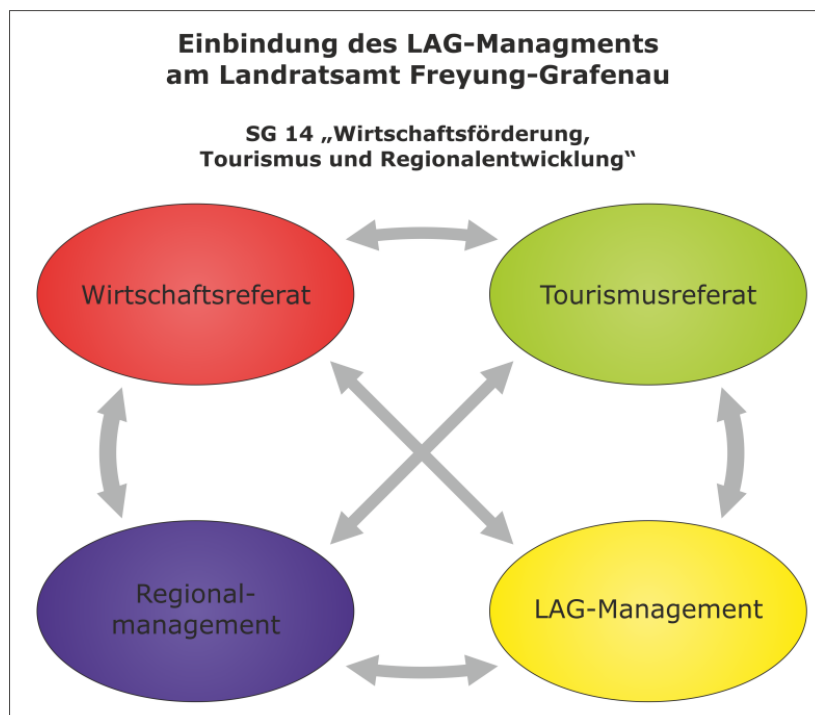 Einbindung des LAG-Managments
am Landratsamt Freyung-Grafenau
SG 14 „Wirtschaftsförderung,
Tourismus und Regionalentwicklung“
Wirtschaftsreferat
Tourismusreferat
Regional-
management
LAG-Management